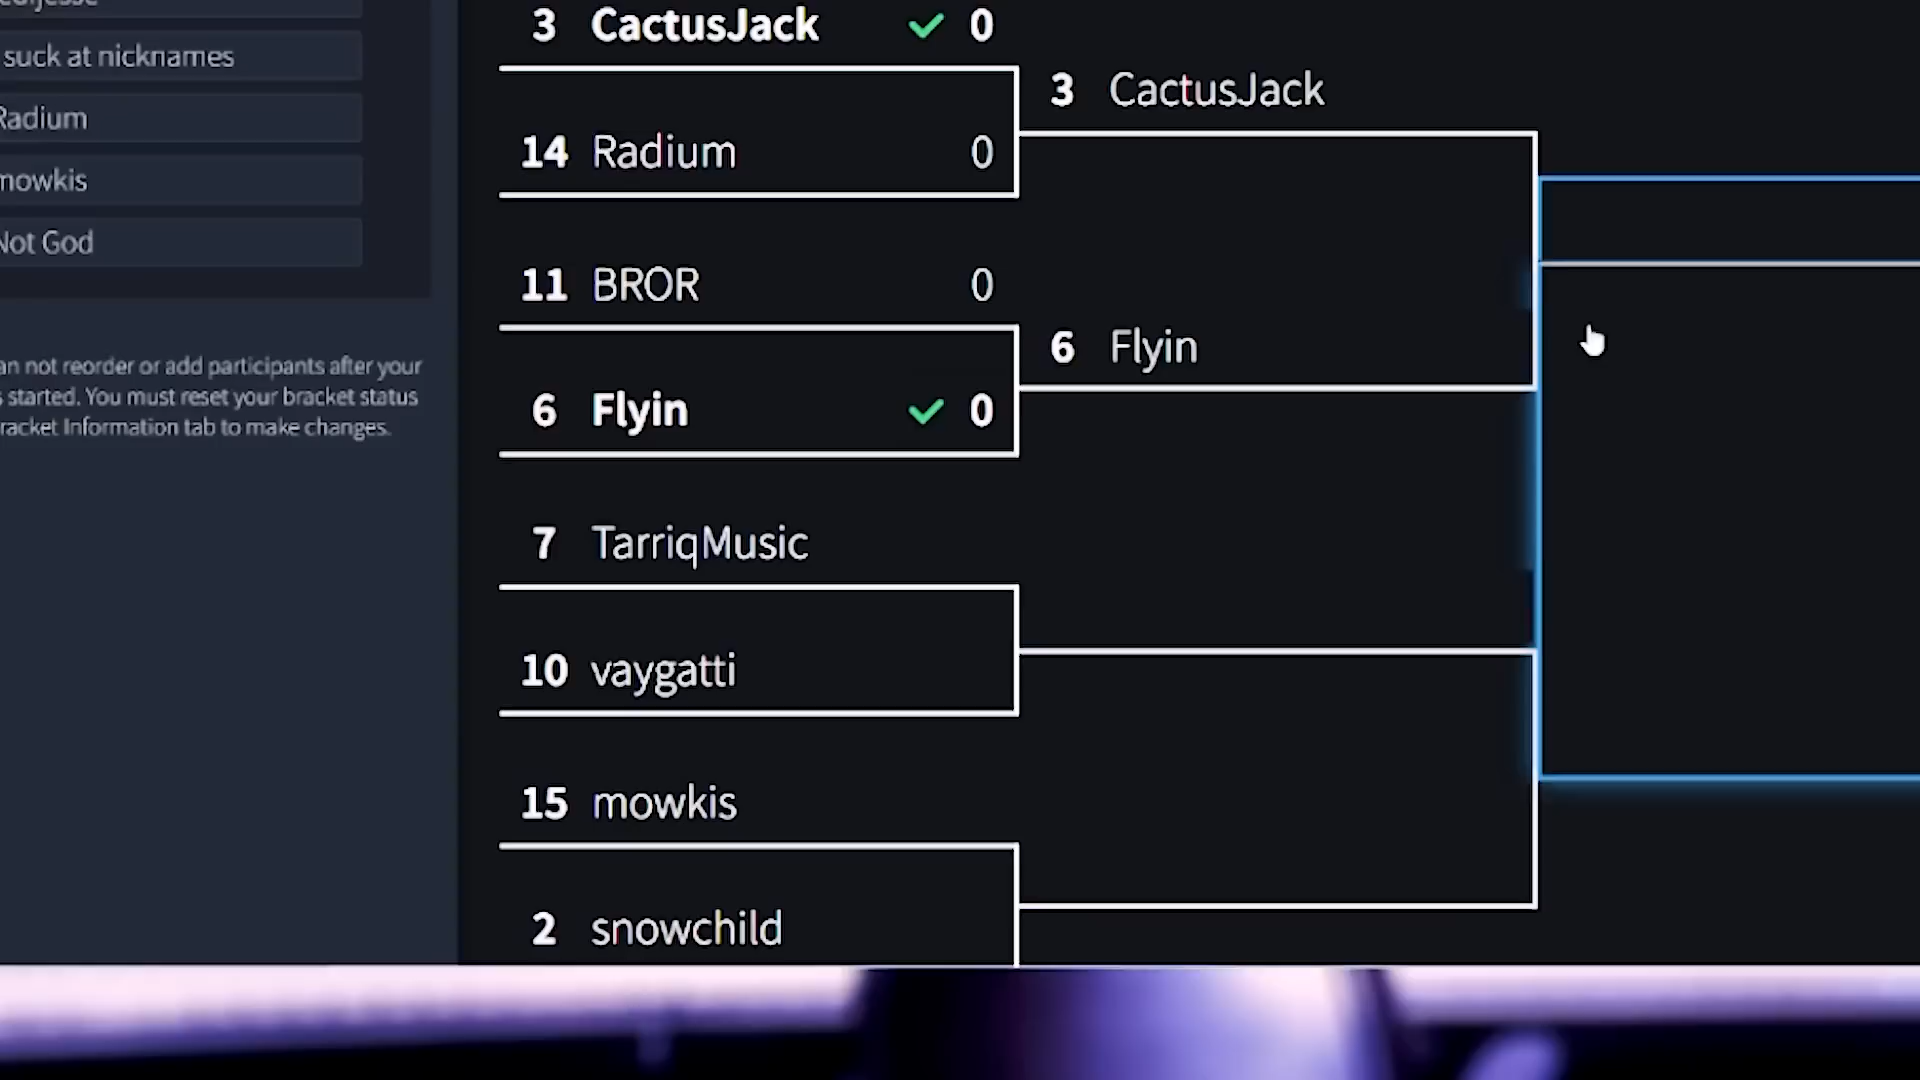 suck at nicknames
Radium
mowkis
Not God
an not reorder or add participants after your
s started. You must reset your bracket status
racket Information tab to make changes.
3 CactusJack 0
14 Radium 0
11 BROR 0
6 Flyin 0
7 TarriqMusic
10 vaygatti
15 mowkis
2 snowchild
3 CactusJack
6 Flyin